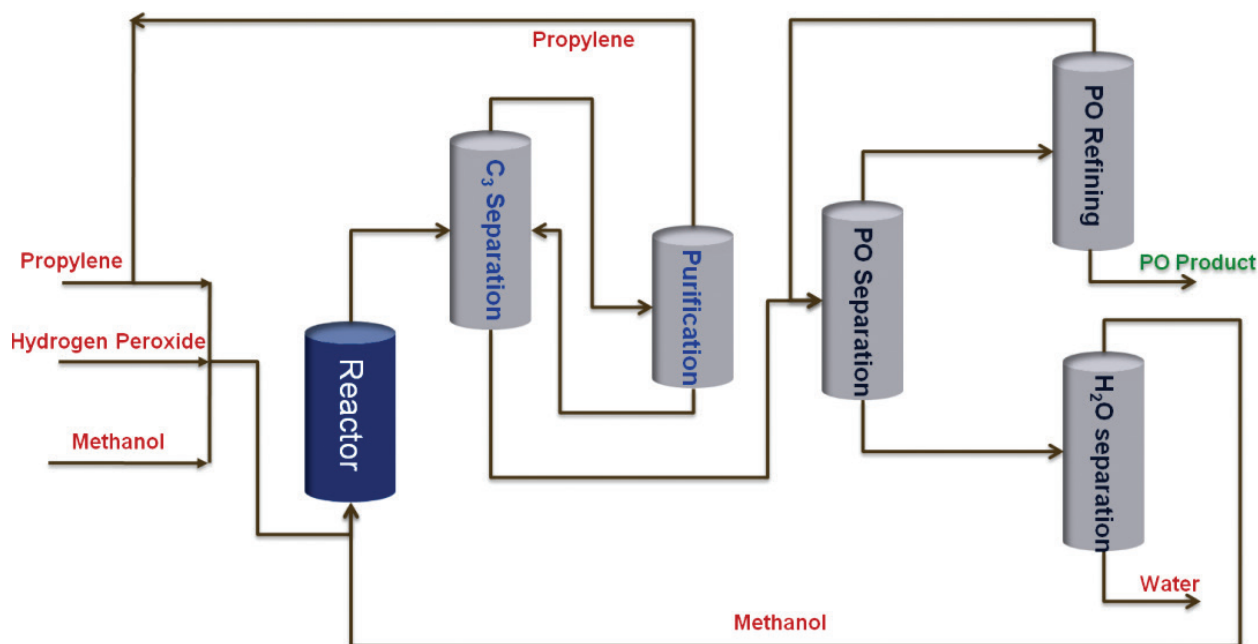 Propylene
PO Refining
C₃ Separation
PO Separation
Purification
Propylene
PO Product
Hydrogen Peroxide
Reactor
H₂O separation
Methanol
Water
Methanol